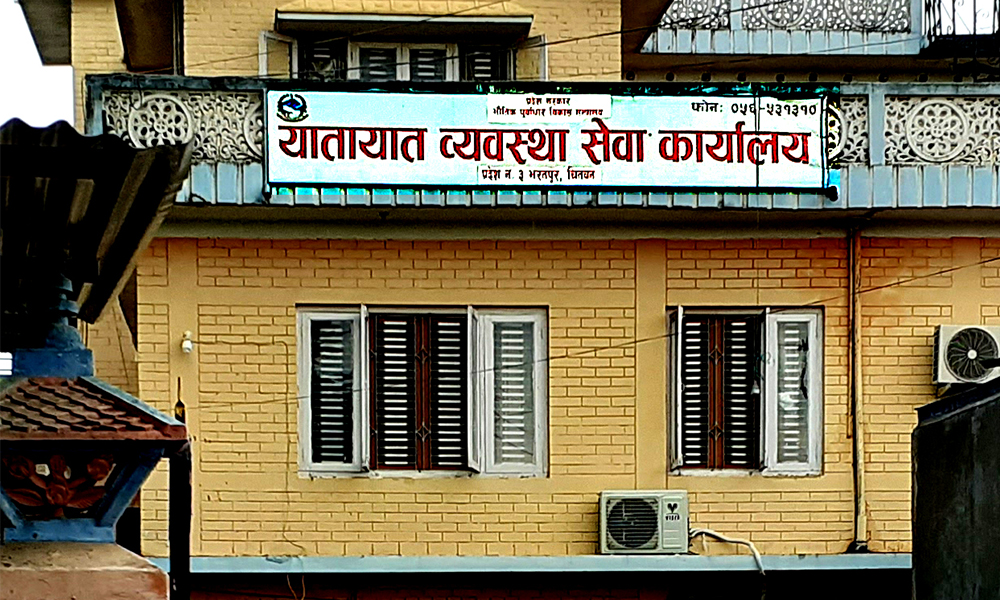 प्रदेश सरकार
भौतिक पूर्वाधार विकास मन्त्रालय
फोन: ०५६-५३१३१०
यातायात व्यवस्था सेवा कार्यालय
प्रदेश नं. ३ भरतपुर, चितवन